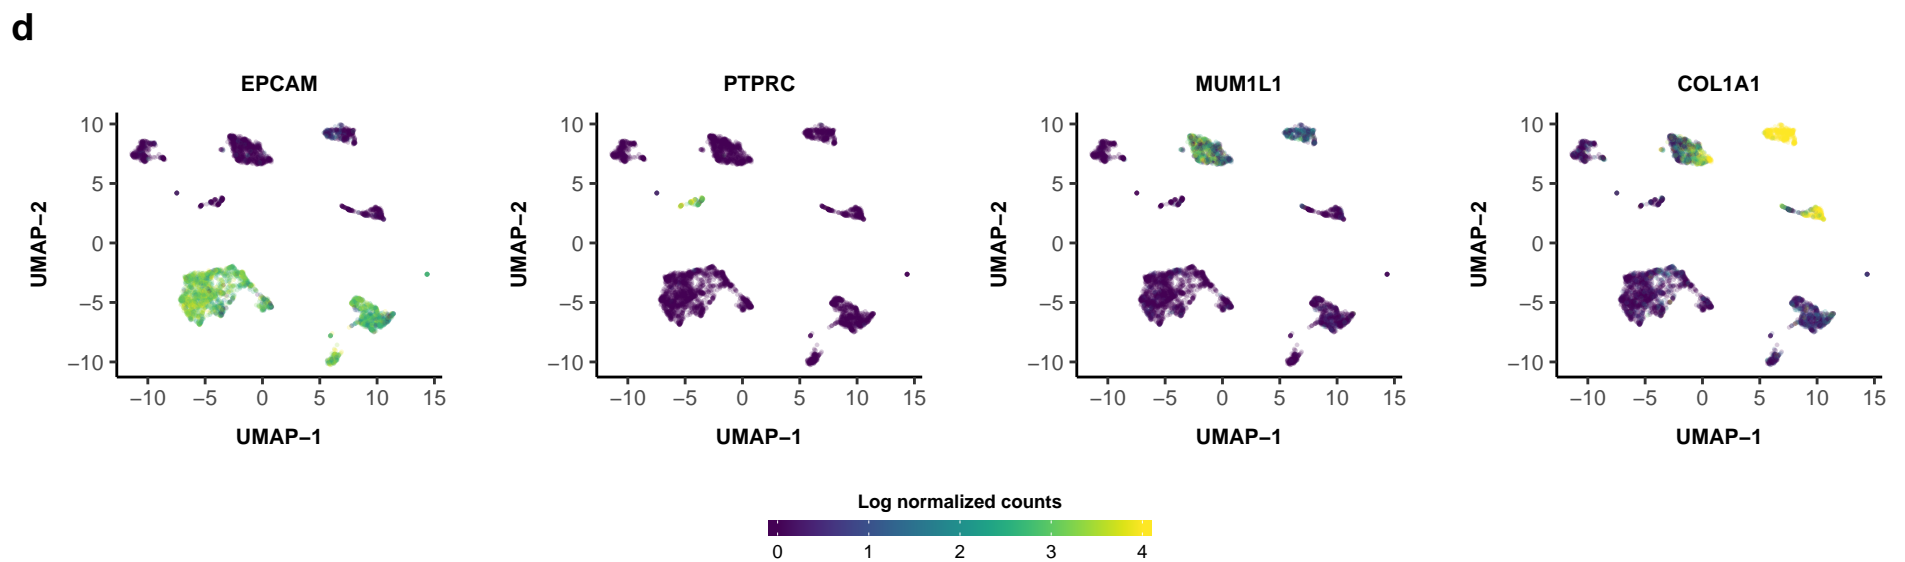 d
EPCAM
10
5
0
−5
−10
−10 −5 0 5 10 15
UMAP−1
UMAP−2
PTPRC
10
5
0
−5
−10
−10 −5 0 5 10 15
UMAP−1
UMAP−2
MUM1L1
10
5
0
−5
−10
−10 −5 0 5 10 15
UMAP−1
UMAP−2
COL1A1
10
5
0
−5
−10
−10 −5 0 5 10 15
UMAP−1
UMAP−2
Log normalized counts
0 1 2 3 4